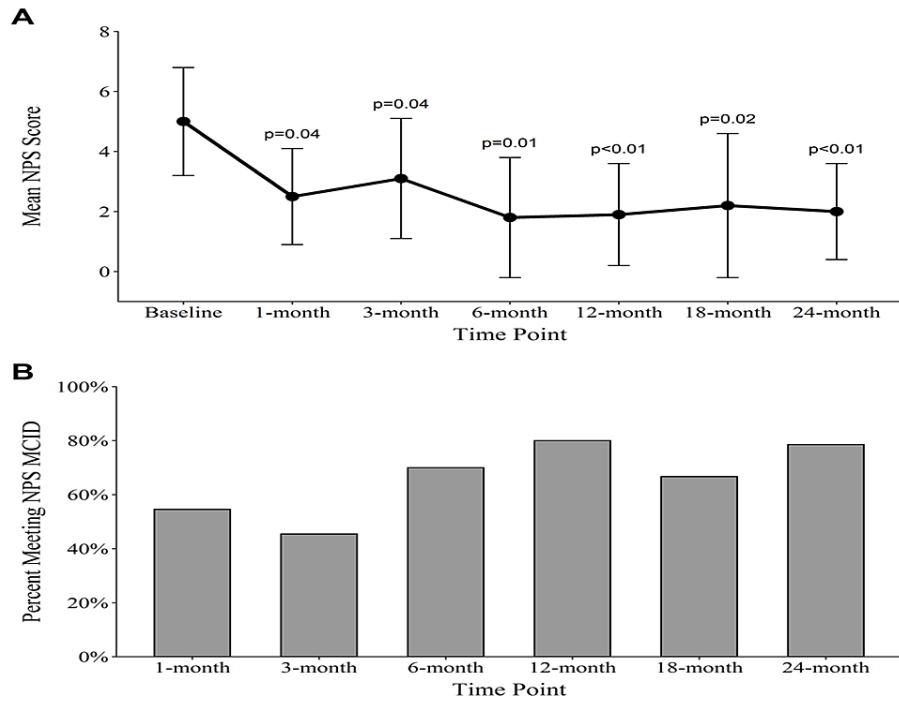 A
Mean NPS Score
8
6
4
2
0
p=0.04
p=0.04
p=0.01
p<0.01
p=0.02
p<0.01
Baseline
1-month
3-month
6-month
12-month
18-month
24-month
Time Point
B
Percent Meeting NPS MCID
100%
80%
60%
40%
20%
0%
1-month
3-month
6-month
12-month
18-month
24-month
Time Point